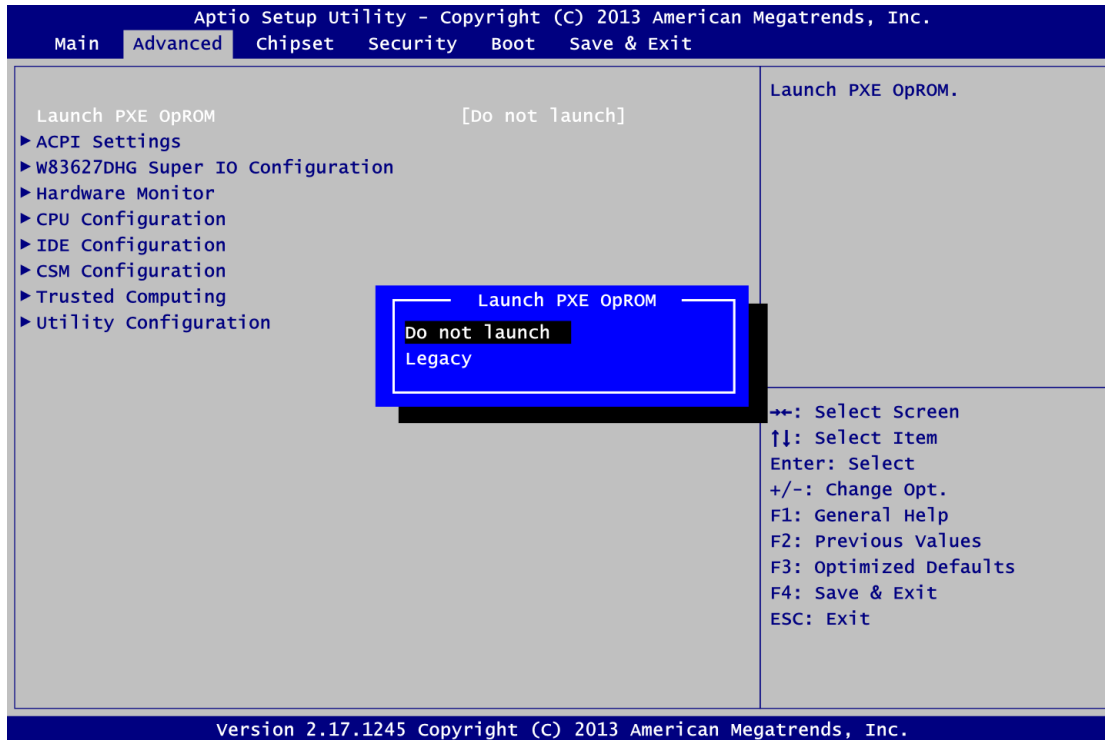 Aptio Setup Utility - Copyright (C) 2013 American Megatrends, Inc.
Main Advanced Chipset Security Boot Save & Exit
Launch PXE OpROM [Do not launch]
ACPI Settings
W83627DHG Super IO Configuration
Hardware Monitor
CPU Configuration
IDE Configuration
CSM Configuration
Trusted Computing
Utility Configuration
Launch PXE OpROM
Do not launch
Legacy
Launch PXE OpROM.
→←: Select Screen
↑↓: Select Item
Enter: Select
+/-: Change Opt.
F1: General Help
F2: Previous Values
F3: Optimized Defaults
F4: Save & Exit
ESC: Exit
Version 2.17.1245 Copyright (C) 2013 American Megatrends, Inc.